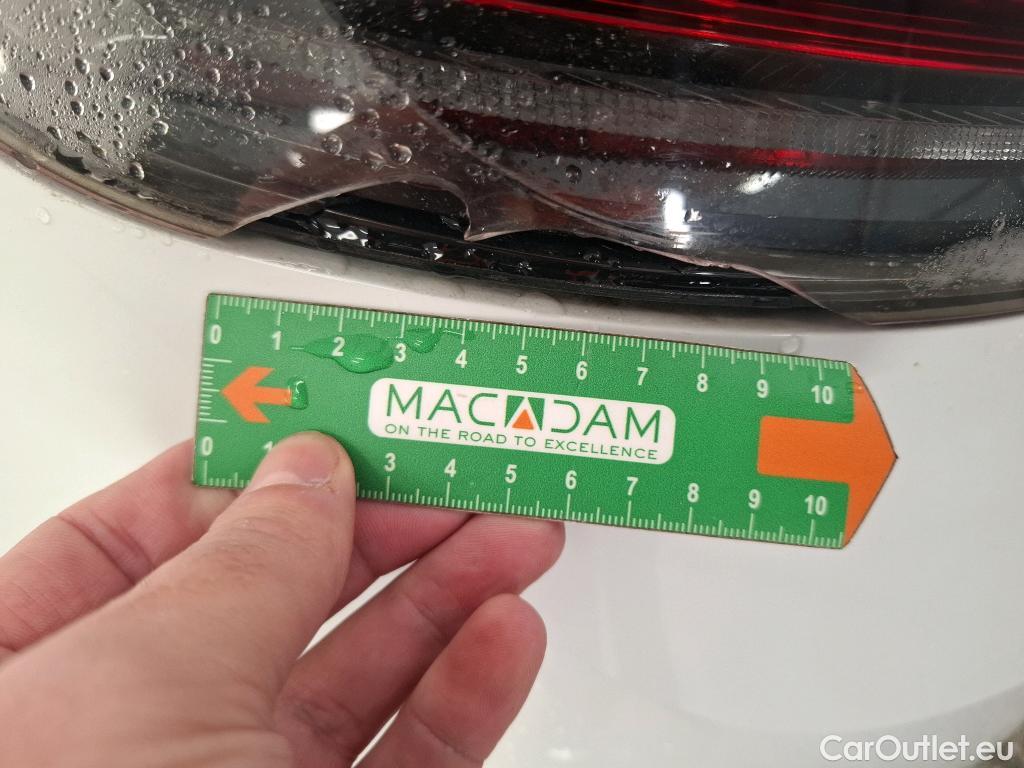 0 1 2 3 4 5 6 7 8 9 10
MACADAM
ON THE ROAD TO EXCELLENCE
0 1 3 4 5 6 7 8 9 10
CarOutlet.eu